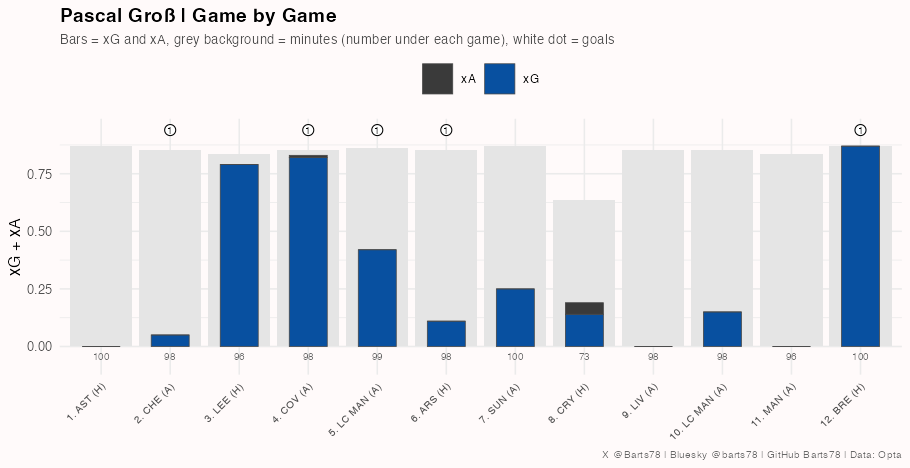 Pascal Groß | Game by Game
Bars = xG and xA, grey background = minutes (number under each game), white dot = goals
xA xG
1 1 1 1 1
xG + xA
0.75
0.50
0.25
0.00
100 98 96 98 99 98 100 73 98 98 96 100
1. AST (H) 2. CHE (A) 3. LEE (H) 4. COV (A) 5. LC MAN (A) 6. ARS (H) 7. SUN (A) 8. CRY (H) 9. LIV (A) 10. LC MAN (A) 11. MAN (A) 12. BRE (H)
X @Barts78 | Bluesky @barts78 | GitHub Barts78 | Data: Opta